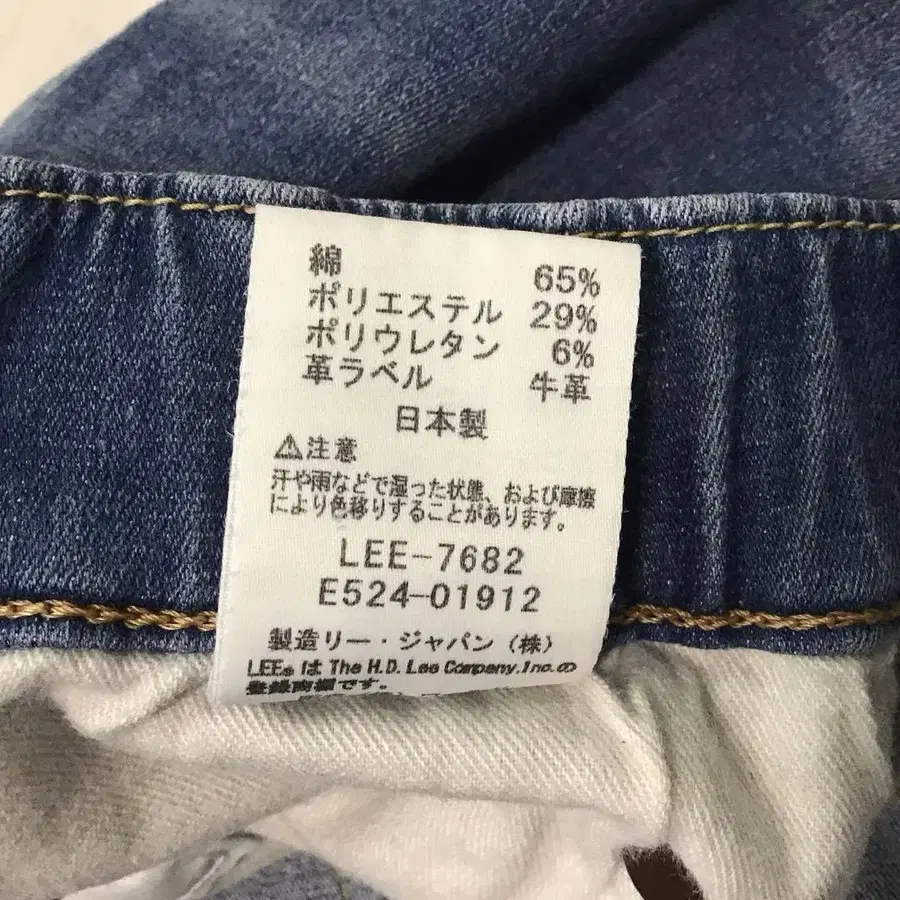 綿 65%
ポリエステル 29%
ポリウレタン 6%
革ラベル 牛革
日本製
⚠注意
汗や雨などで湿った状態、および摩擦
により色移りすることがあります。
LEE-7682
E524-01912
製造リー・ジャパン(株)
LEE®は The H.D. Lee Company,Inc.の
登録商標です。